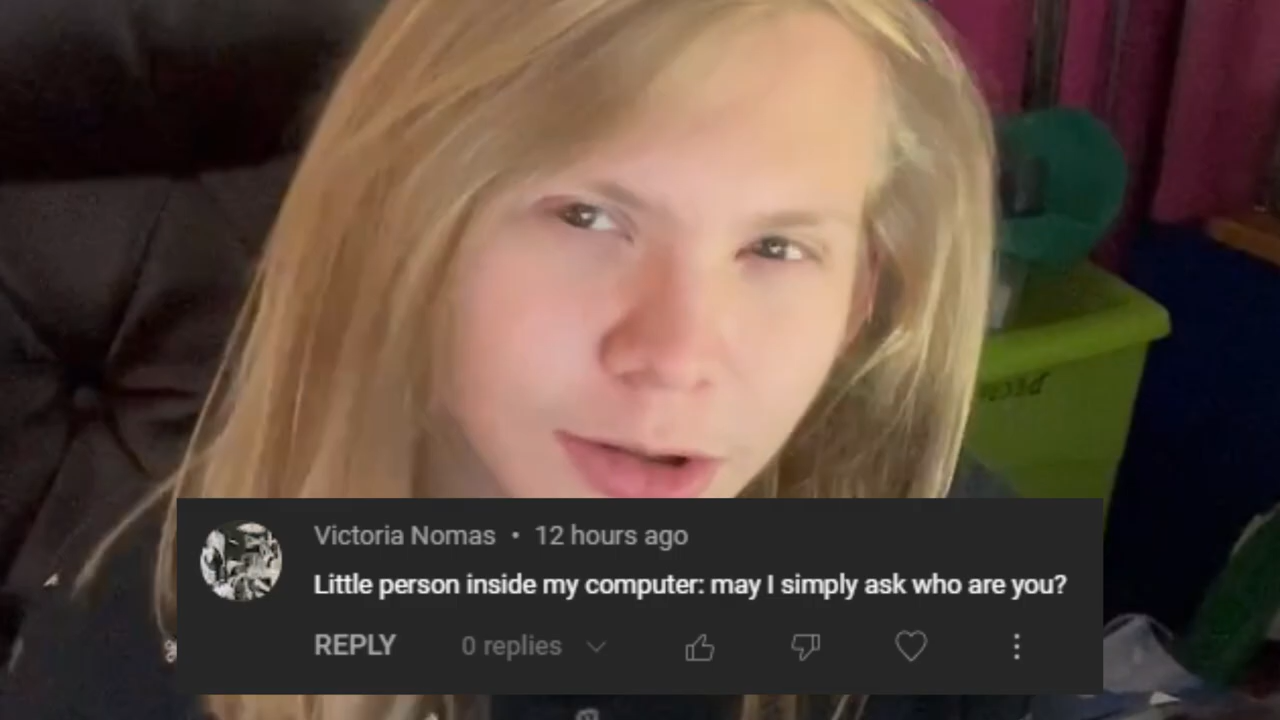 Victoria Nomas • 12 hours ago
Little person inside my computer: may I simply ask who are you?
REPLY 0 replies